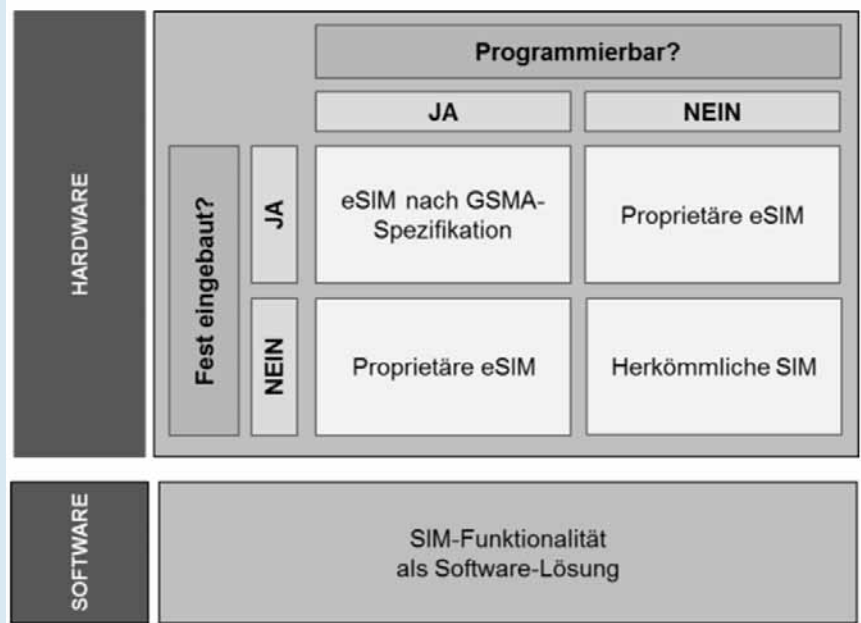 HARDWARE
Programmierbar?
JA
NEIN
Fest eingebaut?
JA
eSIM nach GSMA-
Spezifikation
Proprietäre eSIM
NEIN
Proprietäre eSIM
Herkömmliche SIM
SOFTWARE
SIM-Funktionalität
als Software-Lösung